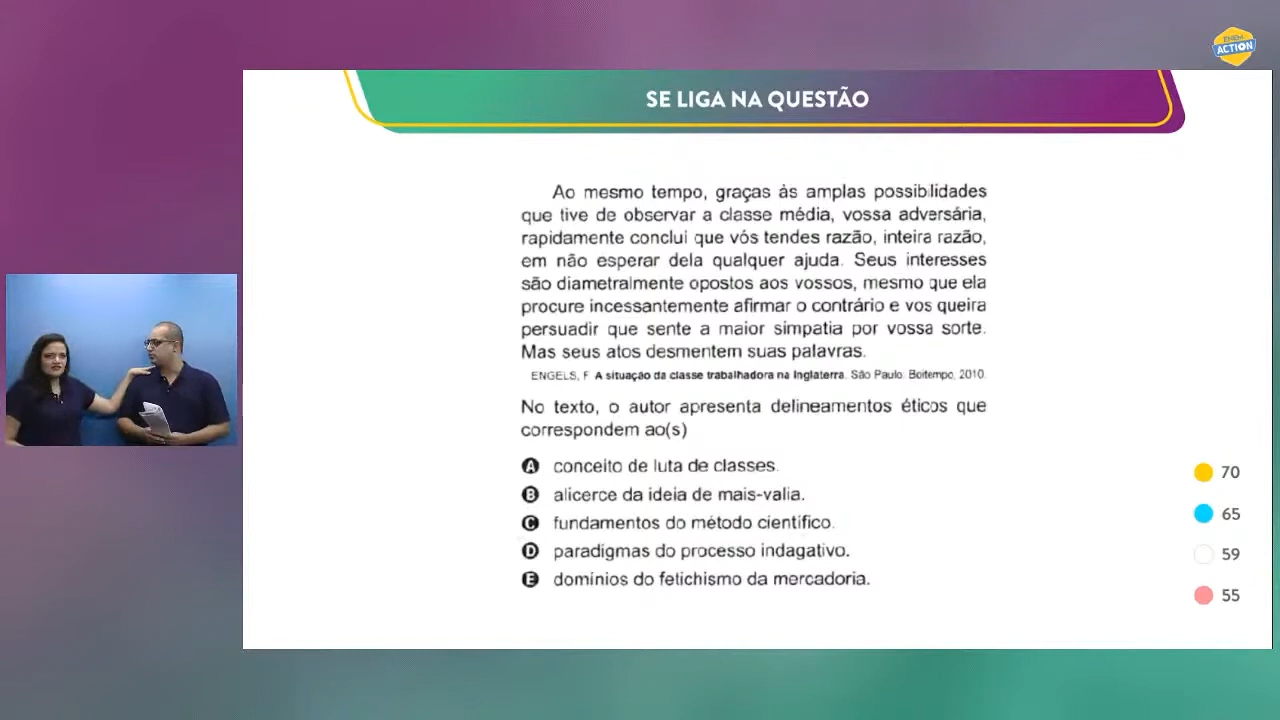 ENEM
ACTION
SE LIGA NA QUESTÃO
Ao mesmo tempo, graças às amplas possibilidades
que tive de observar a classe média, vossa adversária,
rapidamente conclui que vós tendes razão, inteira razão,
em não esperar dela qualquer ajuda. Seus interesses
são diametralmente opostos aos vossos, mesmo que ela
procure incessantemente afirmar o contrário e vos queira
persuadir que sente a maior simpatia por vossa sorte.
Mas seus atos desmentem suas palavras.
ENGELS, F. A situação da classe trabalhadora na Inglaterra. São Paulo: Boitempo, 2010.
No texto, o autor apresenta delineamentos éticos que
correspondem ao(s)
A conceito de luta de classes.
B alicerce da ideia de mais-valia.
C fundamentos do método científico.
D paradigmas do processo indagativo.
E domínios do fetichismo da mercadoria.
70
65
59
55